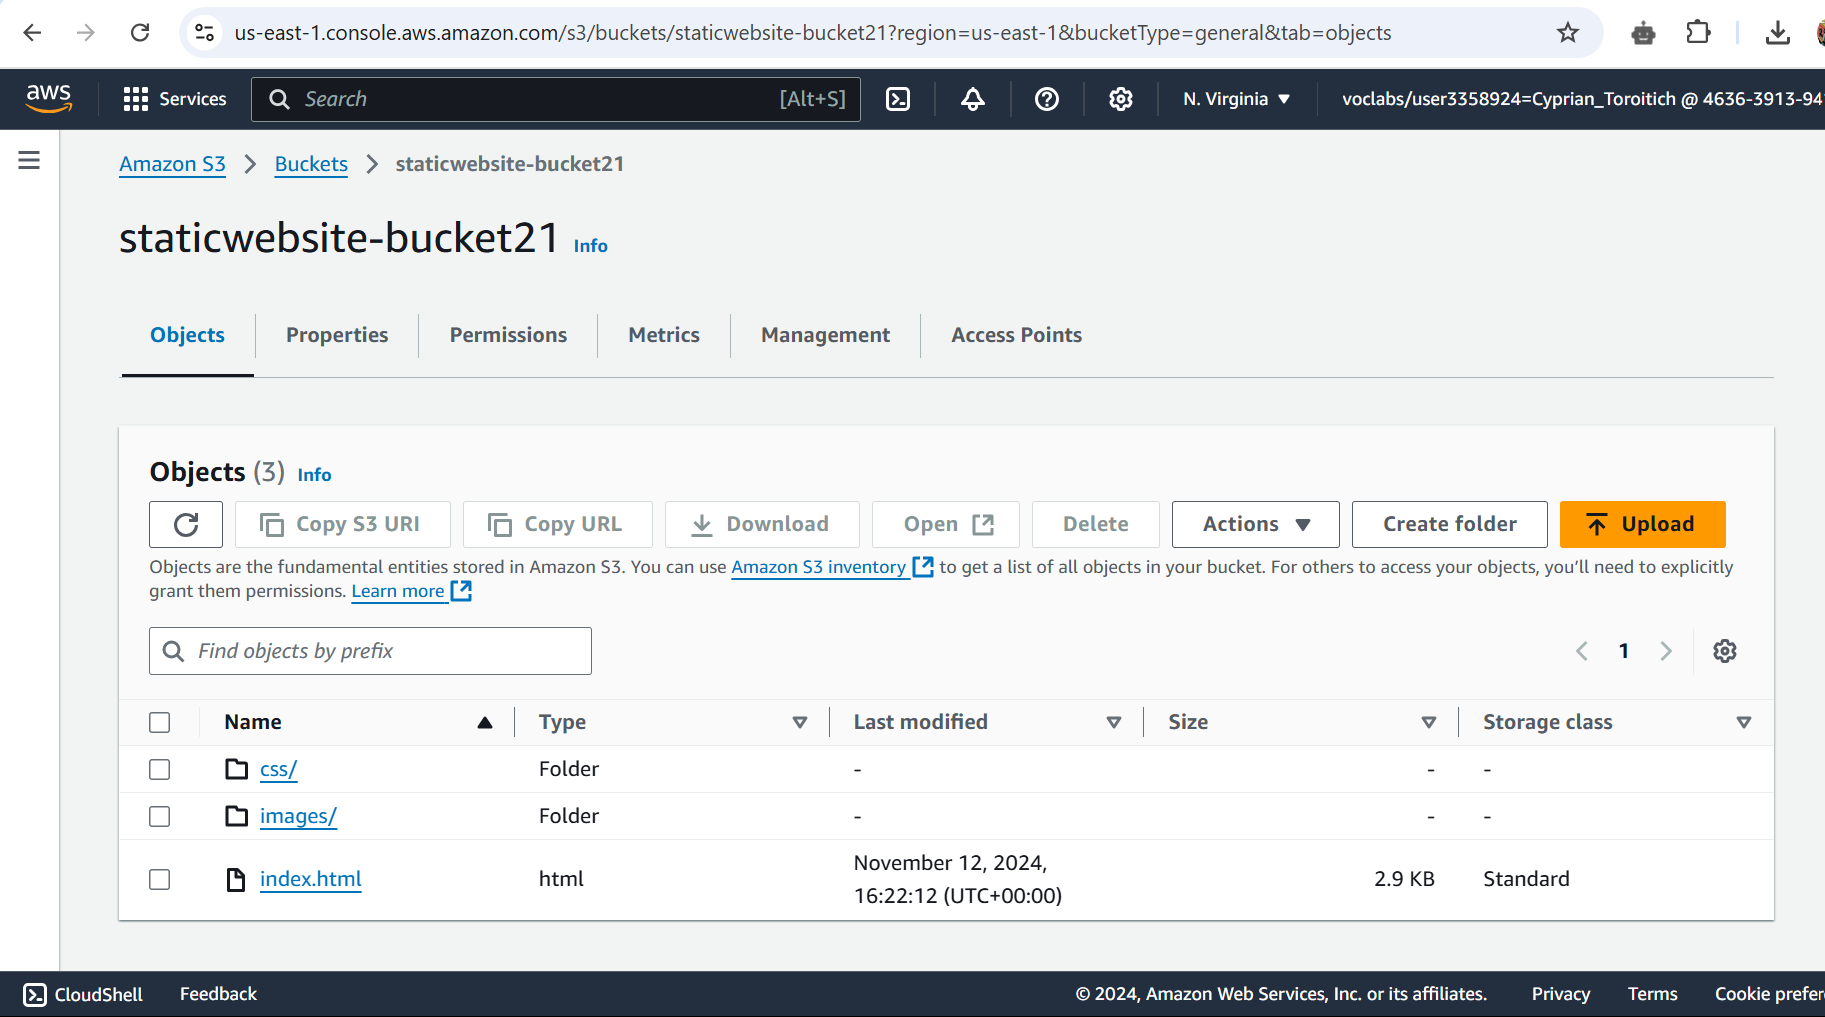 us-east-1.console.aws.amazon.com/s3/buckets/staticwebsite-bucket21?region=us-east-1&bucketType=general&tab=objects
aws Services Search [Alt+S] N. Virginia voclabs/user3358924=Cyprian_Toroitich @ 4636-3913-94
Amazon S3 Buckets staticwebsite-bucket21
staticwebsite-bucket21 Info
Objects Properties Permissions Metrics Management Access Points
Objects (3) Info
Copy S3 URI Copy URL Download Open Delete Actions Create folder Upload
Objects are the fundamental entities stored in Amazon S3. You can use Amazon S3 inventory to get a list of all objects in your bucket. For others to access your objects, you’ll need to explicitly
grant them permissions. Learn more
Find objects by prefix 1
Name Type Last modified Size Storage class
css/ Folder - - -
images/ Folder - - -
index.html html November 12, 2024, 16:22:12 (UTC+00:00) 2.9 KB Standard
CloudShell Feedback © 2024, Amazon Web Services, Inc. or its affiliates. Privacy Terms Cookie prefer